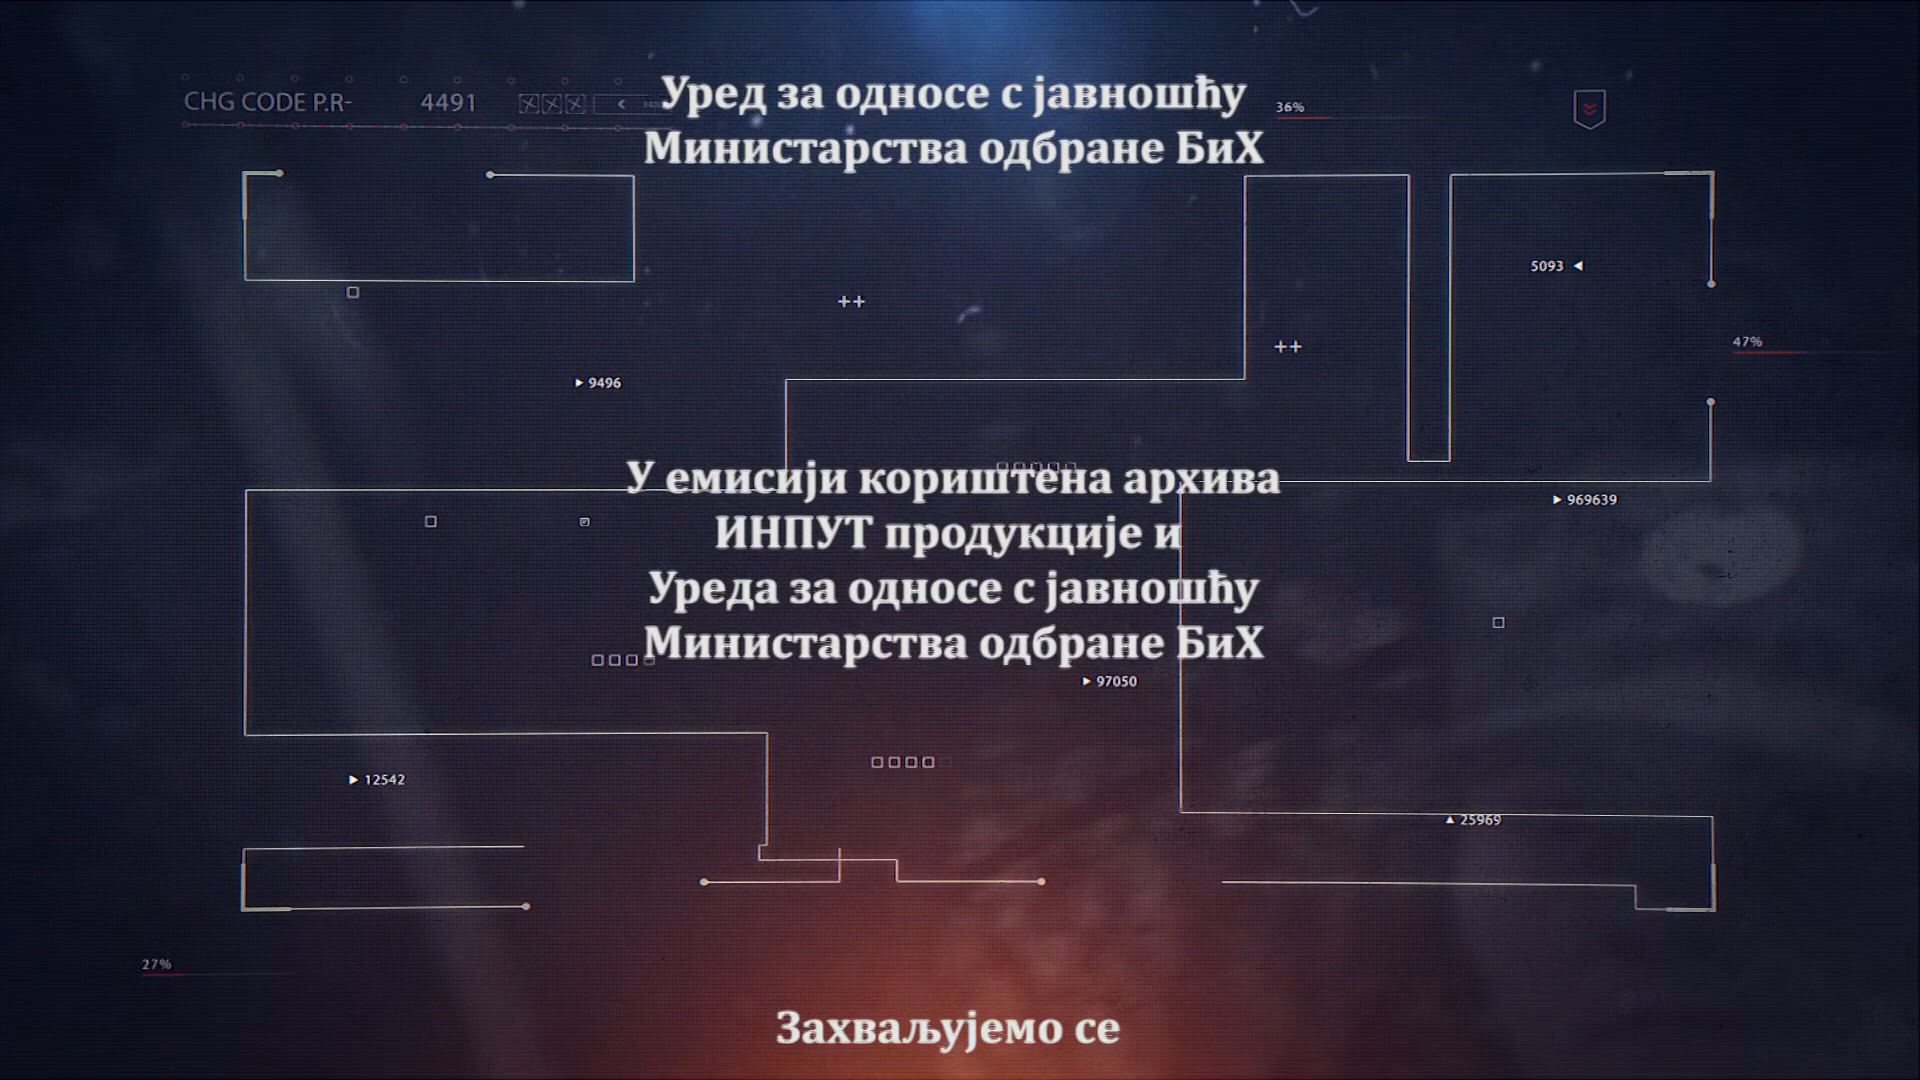 CHG CODE P.R- 4491
Уред за односе с јавношћу
36%
Министарства одбране БиХ
5093
47%
9496
У емисији кориштена архива
969639
ИНПУТ продукције и
Уреда за односе с јавношћу
Министарства одбране БиХ
97050
12542
25969
27%
Захваљујемо се